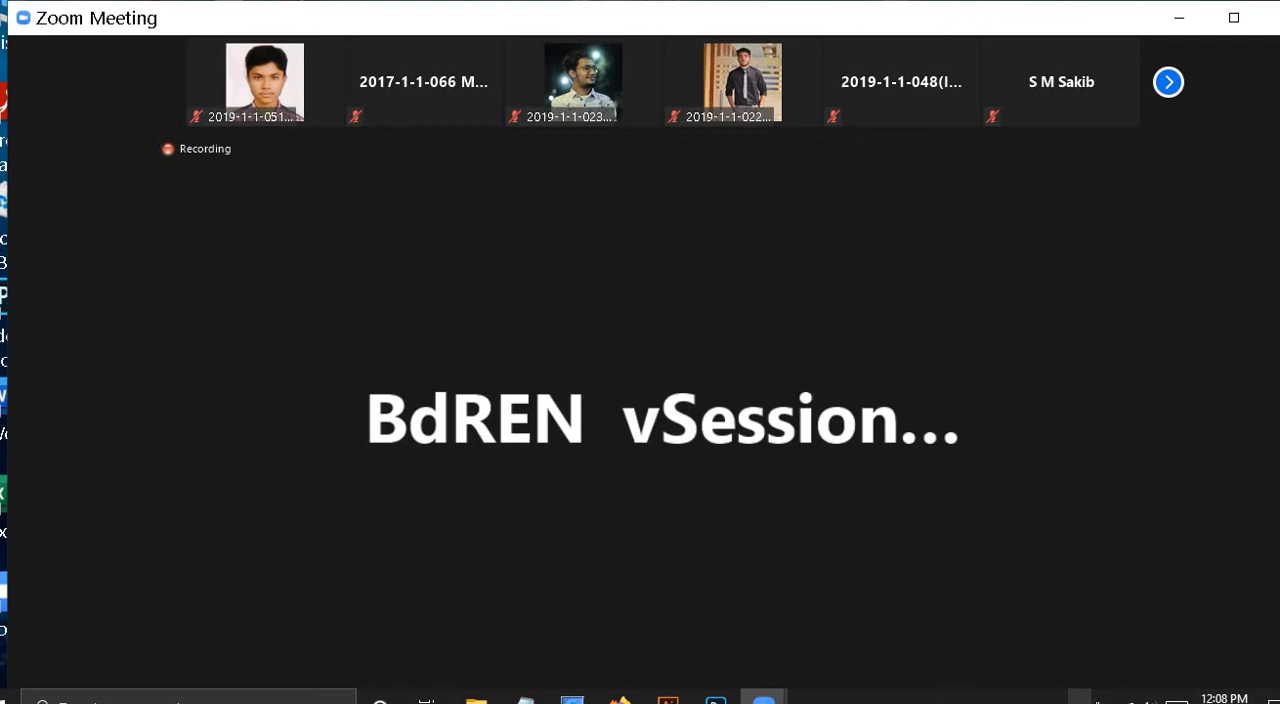 Zoom Meeting
2019-1-1-051...
2017-1-1-066 M...
2019-1-1-023...
2019-1-1-022...
2019-1-1-048(I...
S M Sakib
Recording
BdREN vSession...
12:08 PM